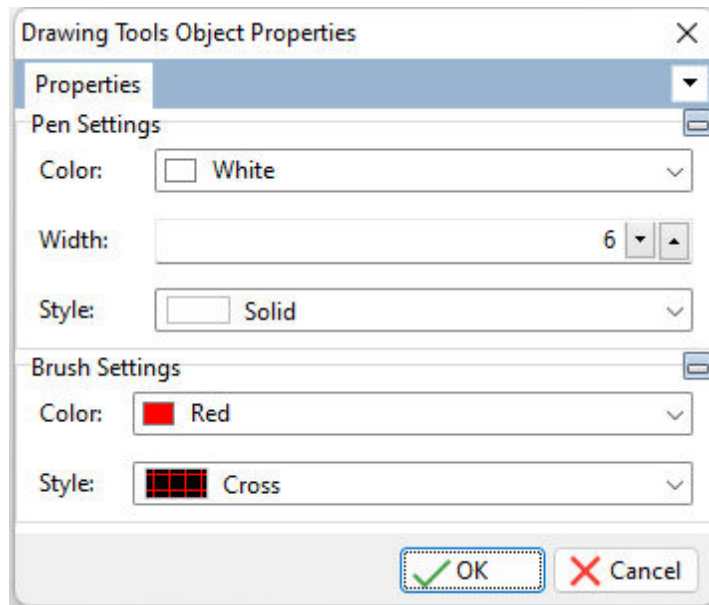 Drawing Tools Object Properties
Properties
Pen Settings
Color: White
Width: 6
Style: Solid
Brush Settings
Color: Red
Style: Cross
OK Cancel